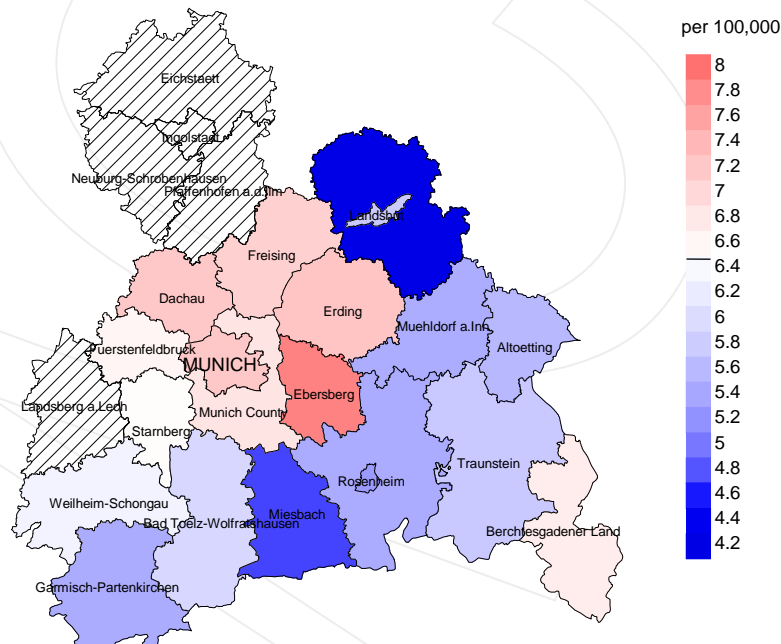 per 100,000
8
7.8
7.6
7.4
7.2
7
6.8
6.6
6.4
6.2
6
5.8
5.6
5.4
5.2
5
4.8
4.6
4.4
4.2
Eichstaett
Ingolstadt
Neuburg-Schrobenhausen
Pfaffenhofen a.d.Ilm
Landshut
Freising
Dachau
Erding
Muehldorf a.Inn
Altoetting
Fuerstenfeldbruck
MUNICH
Ebersberg
Landsberg a.Lech
Munich County
Starnberg
Traunstein
Rosenheim
Weilheim-Schongau
Miesbach
Bad Toelz-Wolfratshausen
Berchtesgadener Land
Garmisch-Partenkirchen